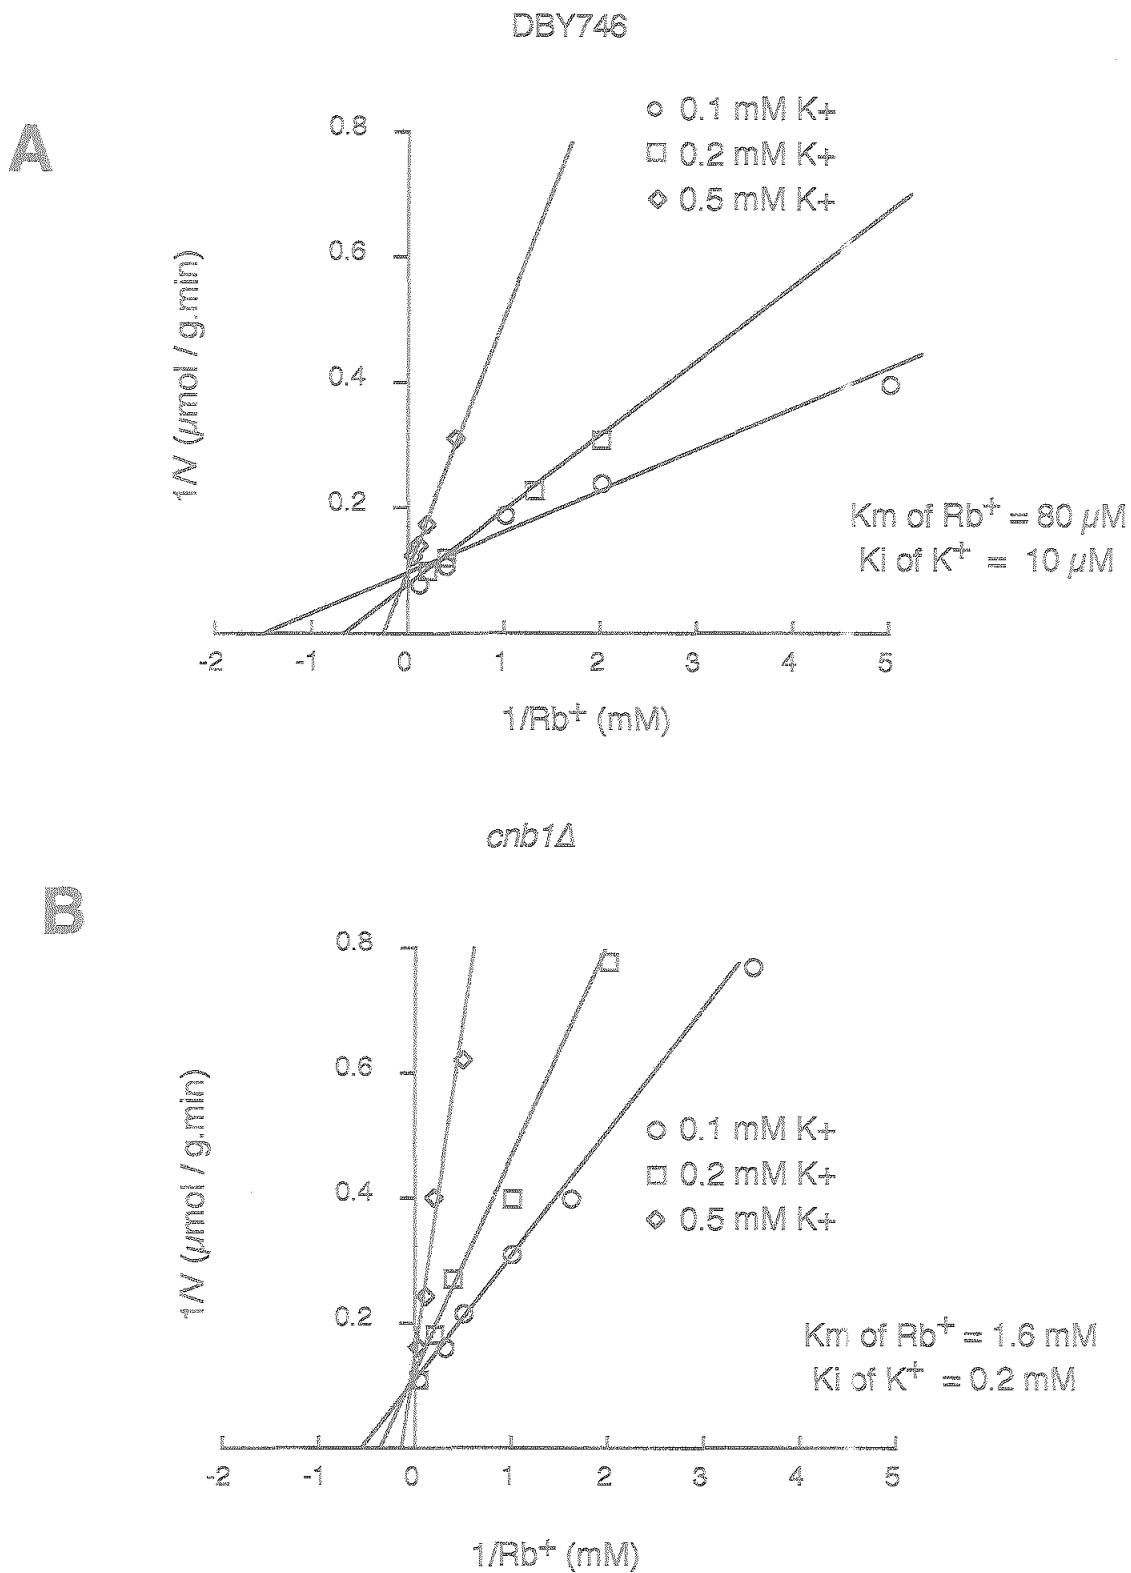 DBY746
A
0.1 mM K+
0.2 mM K+
0.5 mM K+
0.8
0.6
0.4
0.2
1/V (µmol / g.min)
Km of Rb+ = 80 µM
Ki of K+ = 10 µM
-2 -1 0 1 2 3 4 5
1/Rb+ (mM)
cnb1Δ
B
0.8
0.6
0.4
0.2
1/V (µmol / g.min)
0.1 mM K+
0.2 mM K+
0.5 mM K+
Km of Rb+ = 1.6 mM
Ki of K+ = 0.2 mM
-2 -1 0 1 2 3 4 5
1/Rb+ (mM)